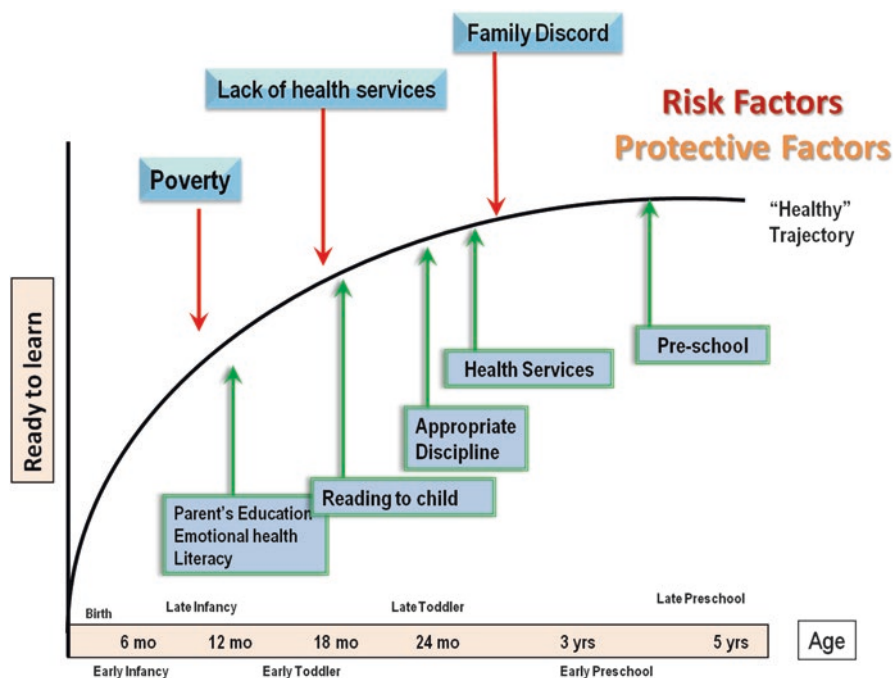 Family Discord
Lack of health services
Risk Factors
Protective Factors
Poverty
"Healthy"
Trajectory
Ready to learn
Pre-school
Health Services
Appropriate
Discipline
Reading to child
Parent's Education
Emotional health
Literacy
Birth
Late Infancy
Late Toddler
Late Preschool
6 mo 12 mo 18 mo 24 mo 3 yrs 5 yrs
Age
Early Infancy
Early Toddler
Early Preschool